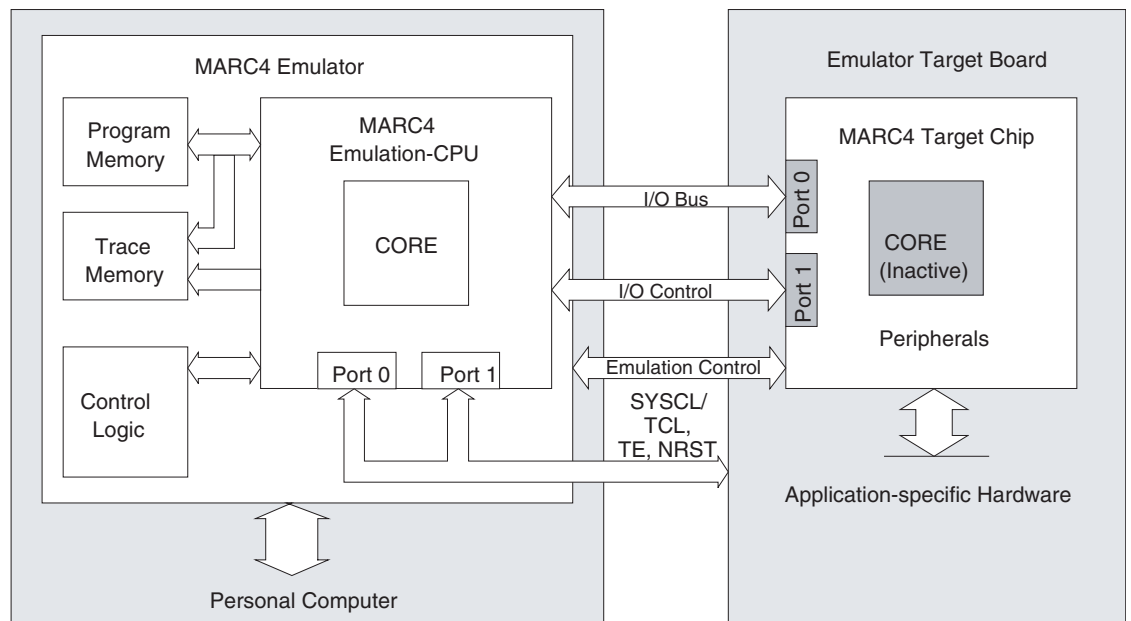 MARC4 Emulator
Program
Memory
Trace
Memory
Control
Logic
MARC4
Emulation-CPU
CORE
Port 0
Port 1
Personal Computer
I/O Bus
I/O Control
Emulation Control
SYSCL/
TCL,
TE, NRST
Emulator Target Board
MARC4 Target Chip
Port 0
Port 1
CORE
(Inactive)
Peripherals
Application-specific Hardware